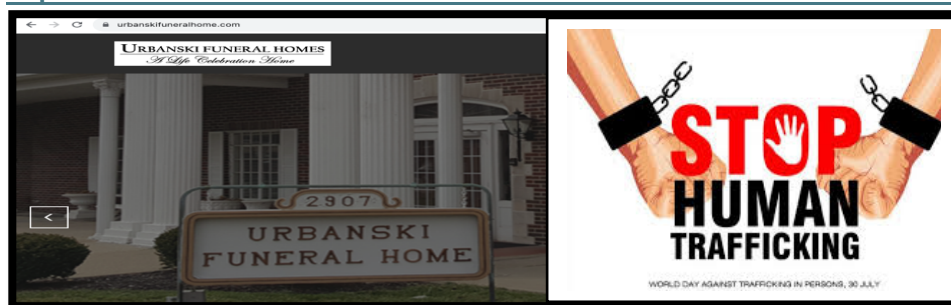 urbanskifuneralhome.com
URBANSKI FUNERAL HOMES
A Life Celebration Home
2907
URBANSKI
FUNERAL HOME
<
STOP
HUMAN
TRAFFICKING
WORLD DAY AGAINST TRAFFICKING IN PERSONS, 30 JULY